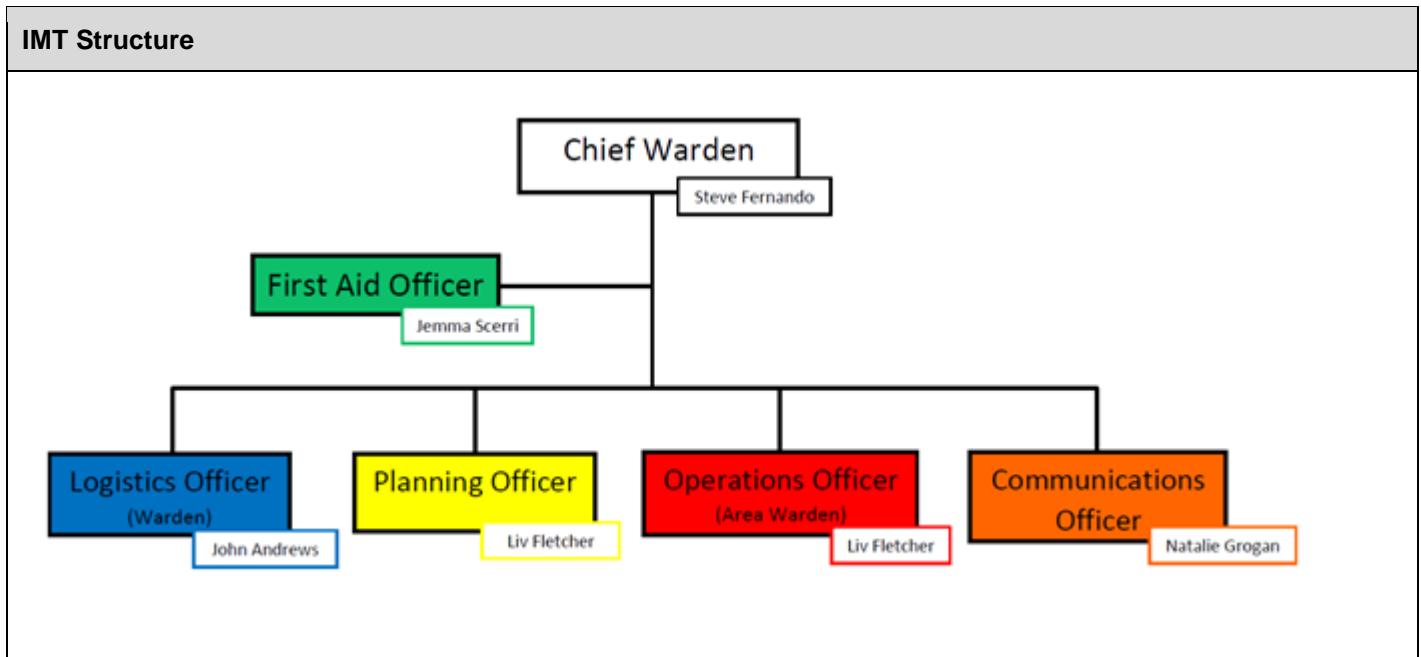 IMT Structure
Chief Warden
Steve Fernando
First Aid Officer
Jemma Scerri
Logistics Officer
(Warden)
John Andrews
Planning Officer
Liv Fletcher
Operations Officer
(Area Warden)
Liv Fletcher
Communications
Officer
Natalie Grogan